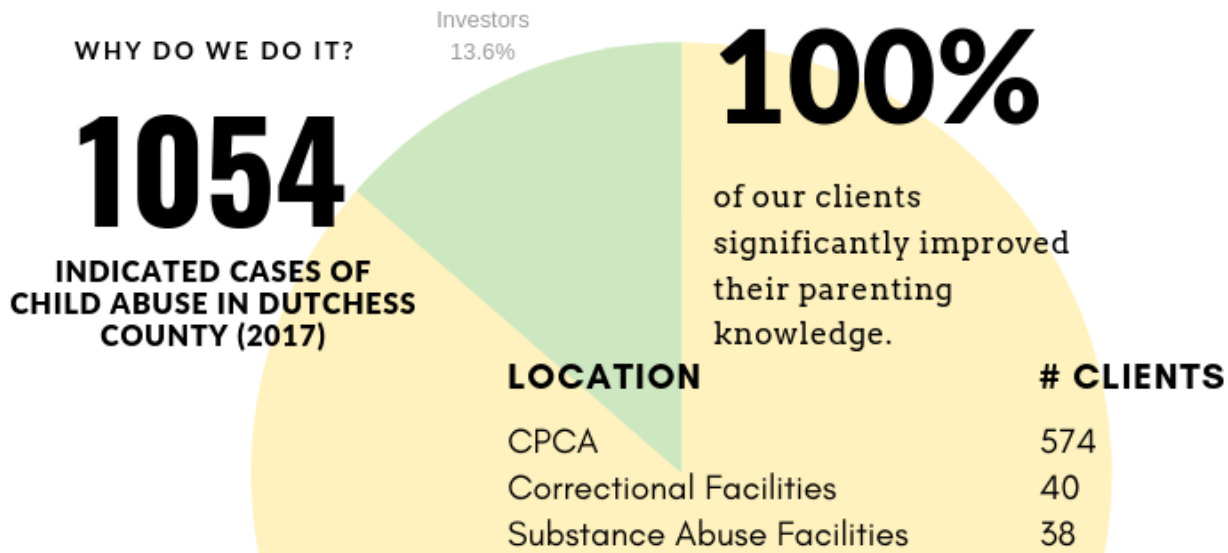 WHY DO WE DO IT?
1054
INDICATED CASES OF
CHILD ABUSE IN DUTCHESS
COUNTY (2017)
Investors
13.6%
100%
of our clients
significantly improved
their parenting
knowledge.
LOCATION # CLIENTS
CPCA 574
Correctional Facilities 40
Substance Abuse Facilities 38